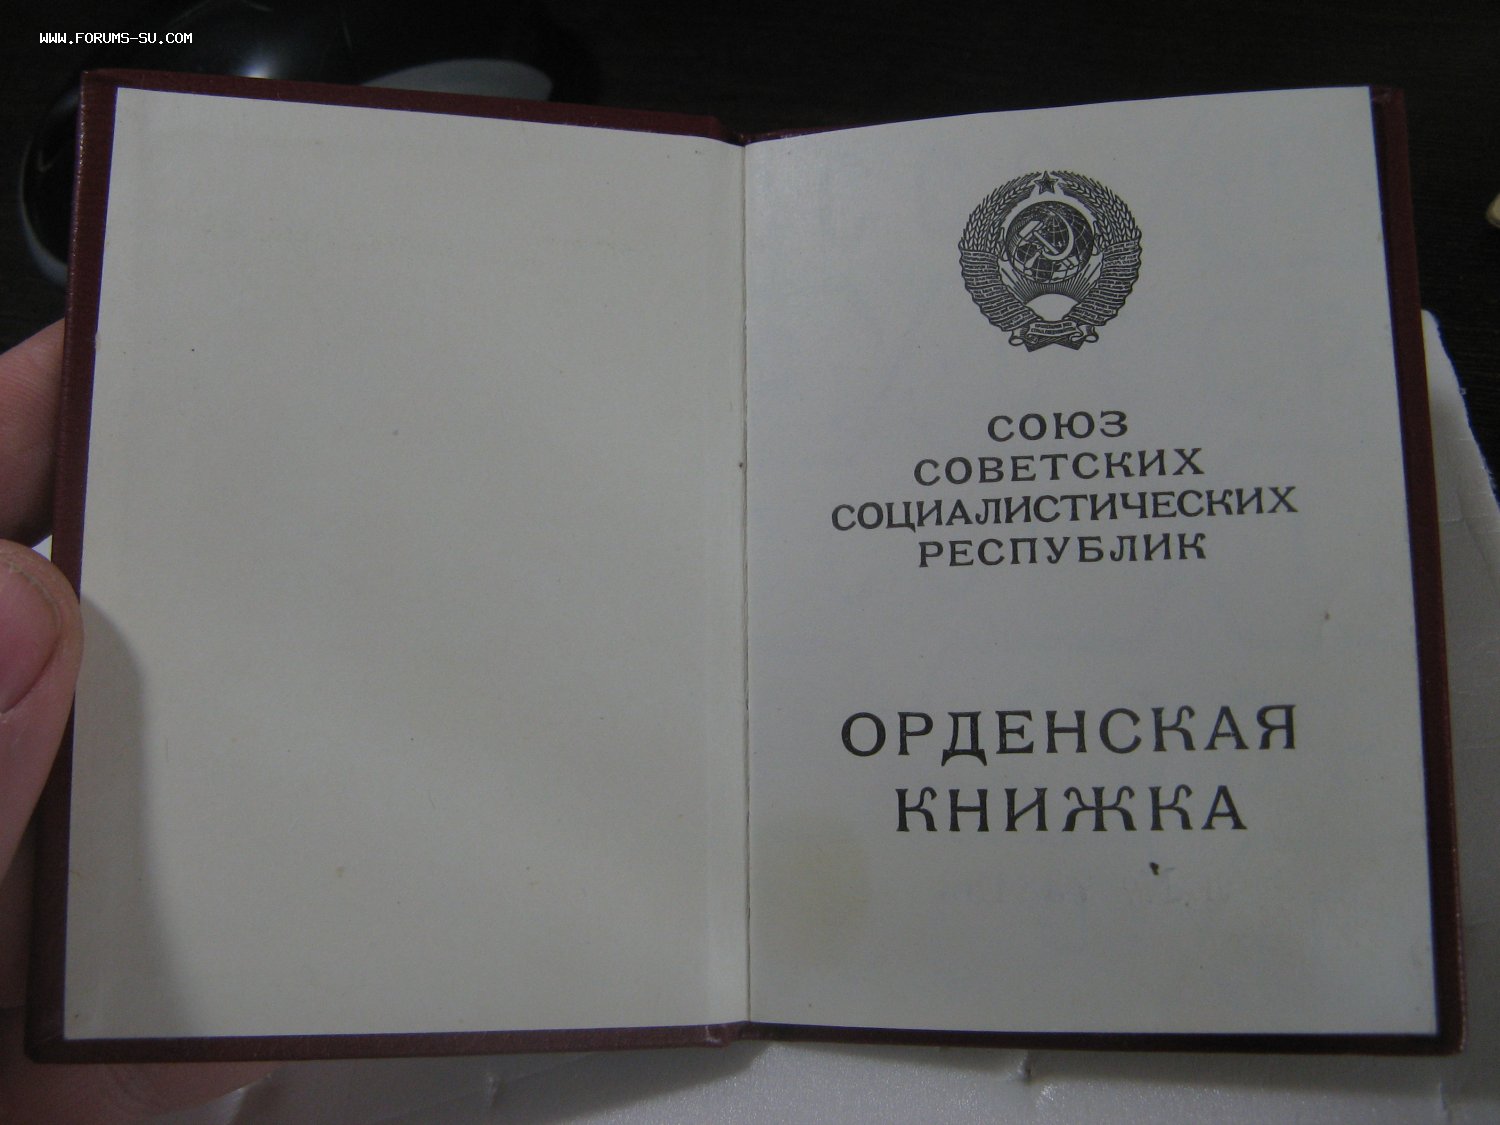 WWW.FORUMS-SU.COM
СОЮЗ
СОВЕТСКИХ
СОЦИАЛИСТИЧЕСКИХ
РЕСПУБЛИК
ОРДЕНСКАЯ
КНИЖКА